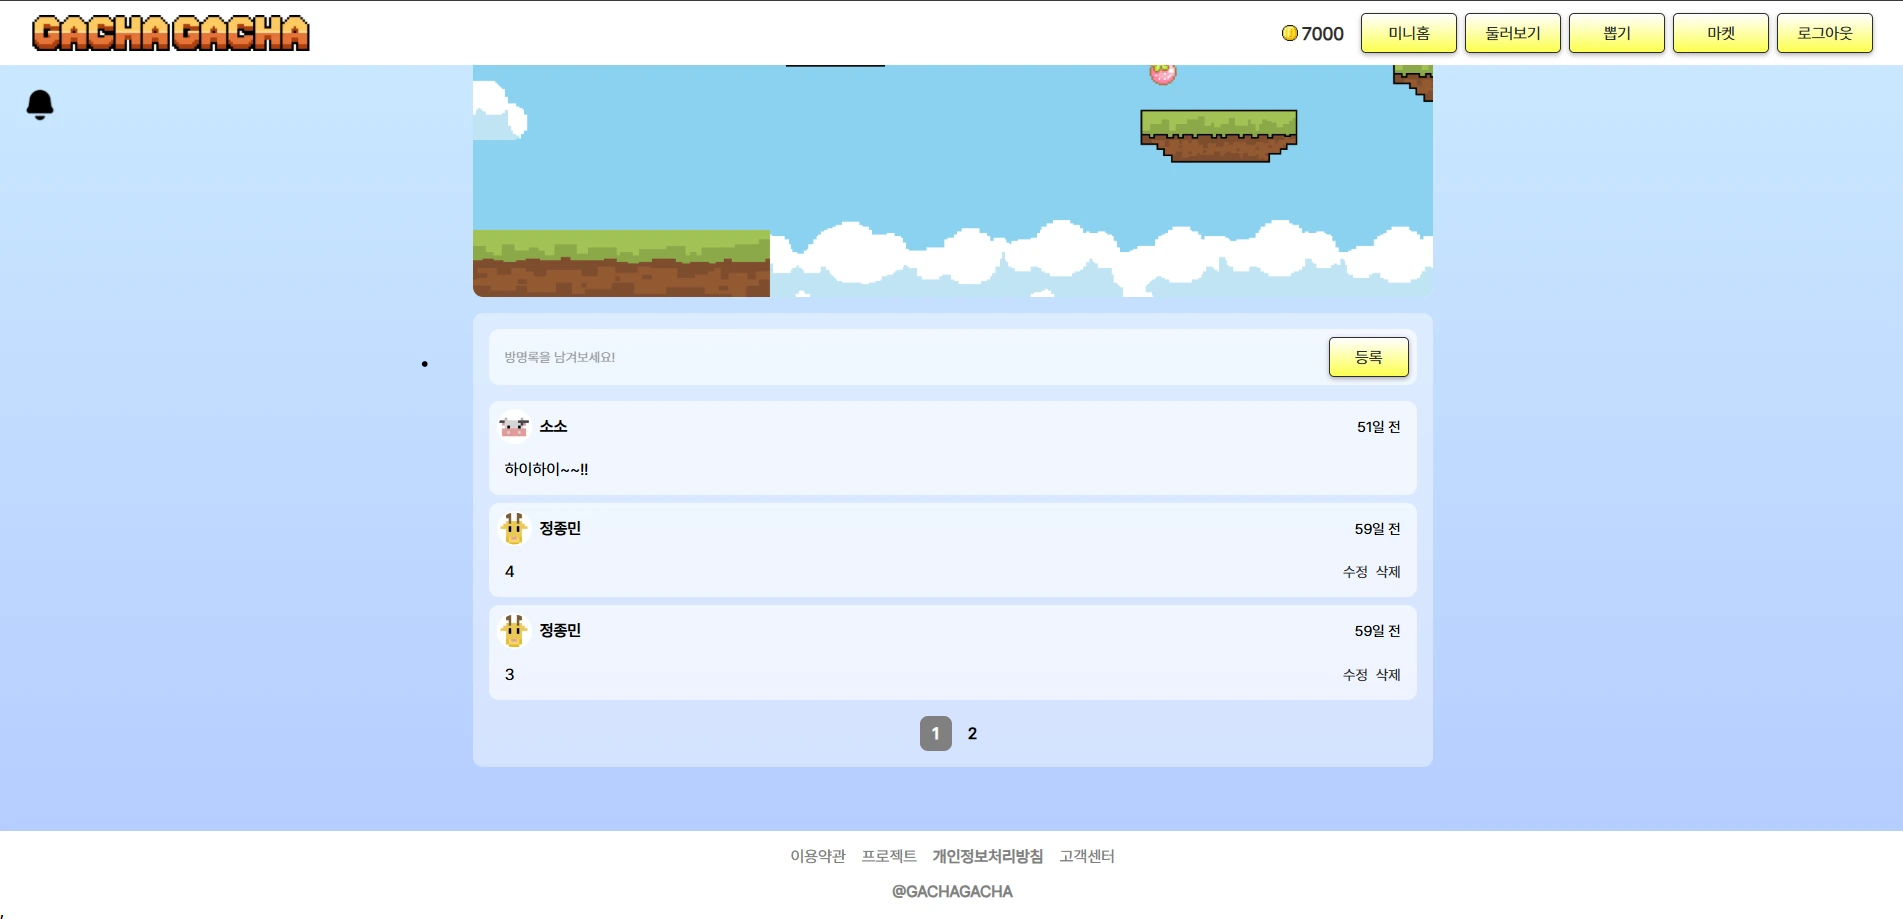 GACHAGACHA
7000 미니홈 둘러보기 뽑기 마켓 로그아웃
방명록을 남겨보세요! 등록
소소 51일 전
하이하이~~!!
정종민 59일 전
4 수정 삭제
정종민 59일 전
3 수정 삭제
1 2
이용약관 프로젝트 개인정보처리방침 고객센터
@GACHAGACHA